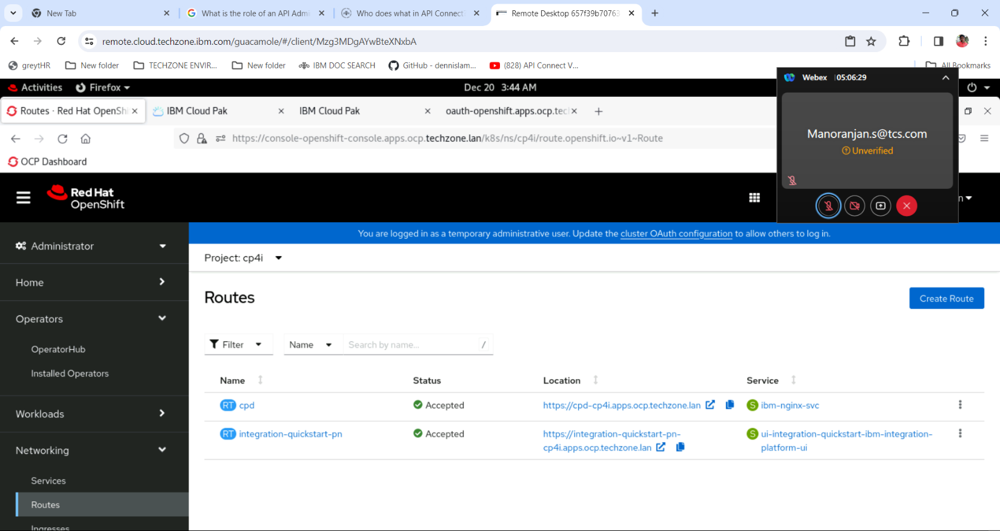 New Tab
What is the role of an API Admi
Who does what in API Connect
Remote Desktop 657f39b70763
remote.cloud.techzone.ibm.com/guacamole/#/client/Mzg3MDgAYwBteXNxbA
greytHR
New folder
TECHZONE ENVIR...
New folder
IBM DOC SEARCH
GitHub - dennislam...
(828) API Connect V...
All Bookmarks
Activities
Firefox
Dec 20 3:44 AM
Webex 05:06:29
Routes · Red Hat OpenShi
IBM Cloud Pak
IBM Cloud Pak
oauth-openshift.apps.ocp.tec
Manoranjan.s@tcs.com
Unverified
https://console-openshift-console.apps.ocp.techzone.lan/k8s/ns/cp4i/route.openshift.io~v1~Route
OCP Dashboard
Red Hat
OpenShift
n
You are logged in as a temporary administrative user. Update the cluster OAuth configuration to allow others to log in.
Administrator
Project: cp4i
Home
Routes
Create Route
Operators
Filter
Name
Search by name...
/
OperatorHub
Installed Operators
Name
Status
Location
Service
RT cpd
Accepted
https://cpd-cp4i.apps.ocp.techzone.lan
S ibm-nginx-svc
Workloads
RT integration-quickstart-pn
Accepted
https://integration-quickstart-pn-
cp4i.apps.ocp.techzone.lan
S ui-integration-quickstart-ibm-integration-
platform-ui
Networking
Services
Routes
Ingresses